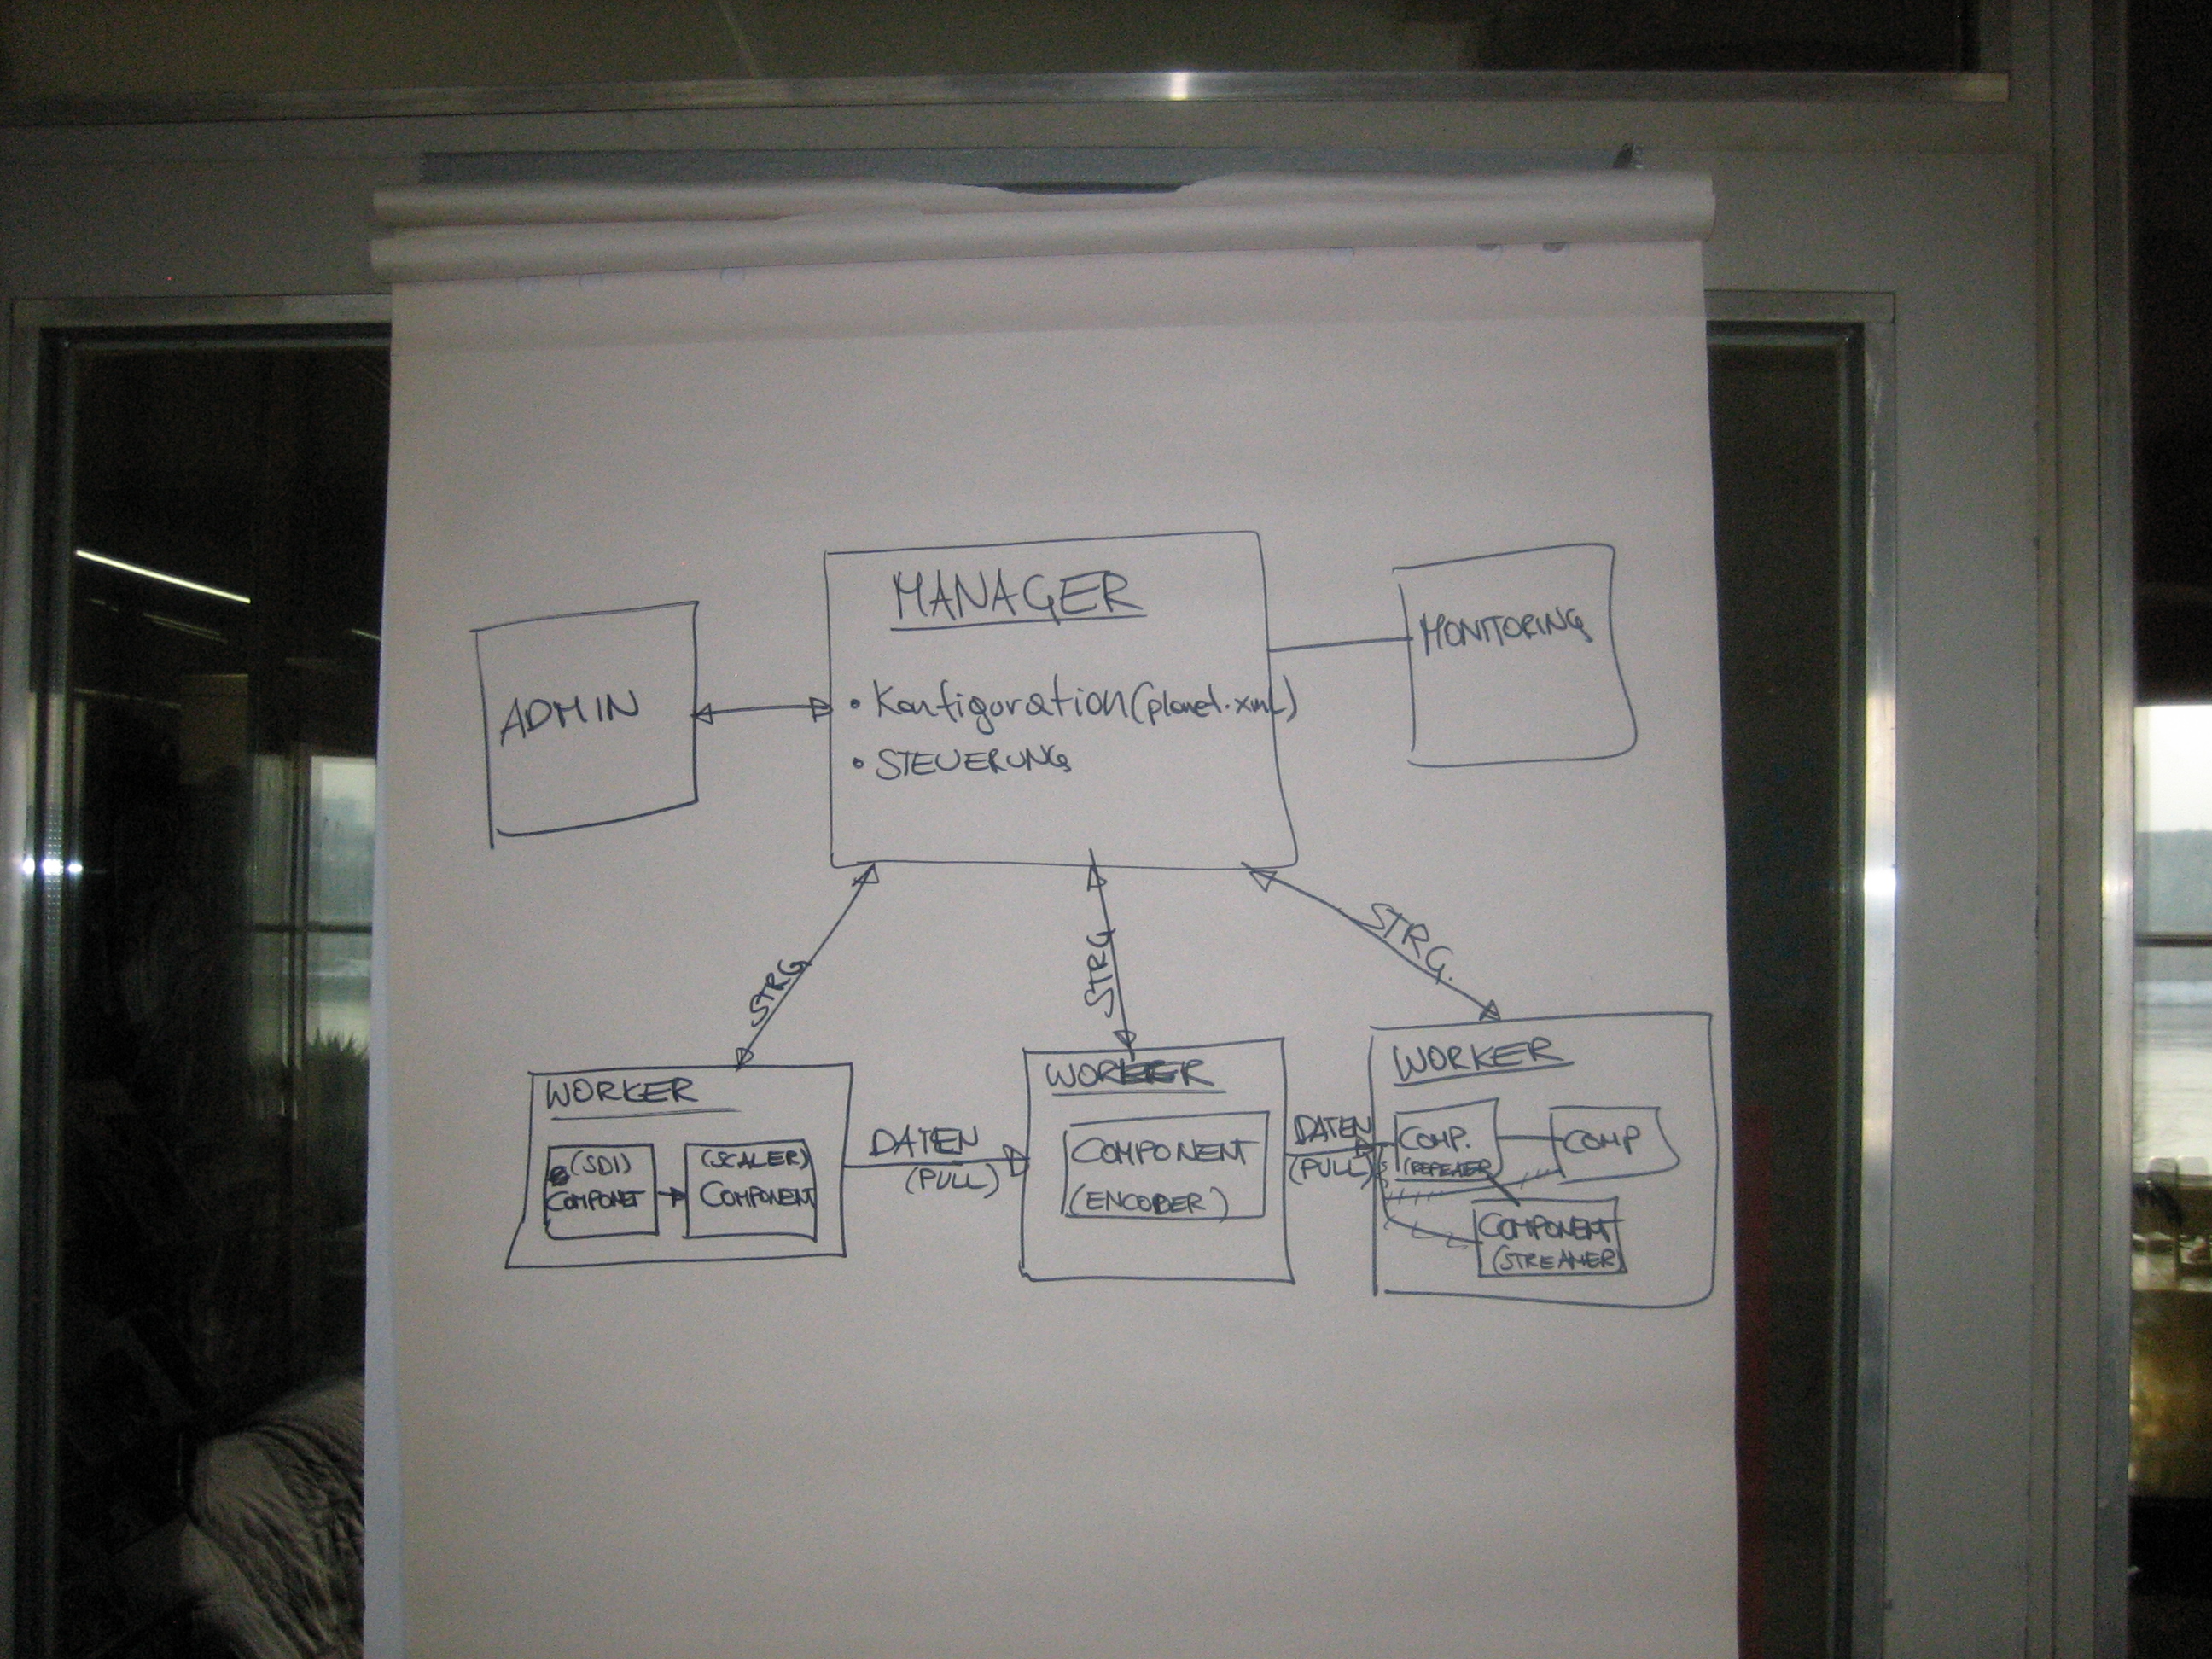 MANAGER
MONITORING
ADMIN
• Konfiguration (planet.xml)
• STEUERUNG
STRG
STRG
STRG.
WORKER
(SDI)
COMPONET
(SCALER)
COMPONENT
DATEN
(PULL)
WORKER
COMPONENT
(ENCODER)
DATEN
(PULL)
WORKER
COMP.
(REPEATER
COMP
COMPONENT
(STREAMER)